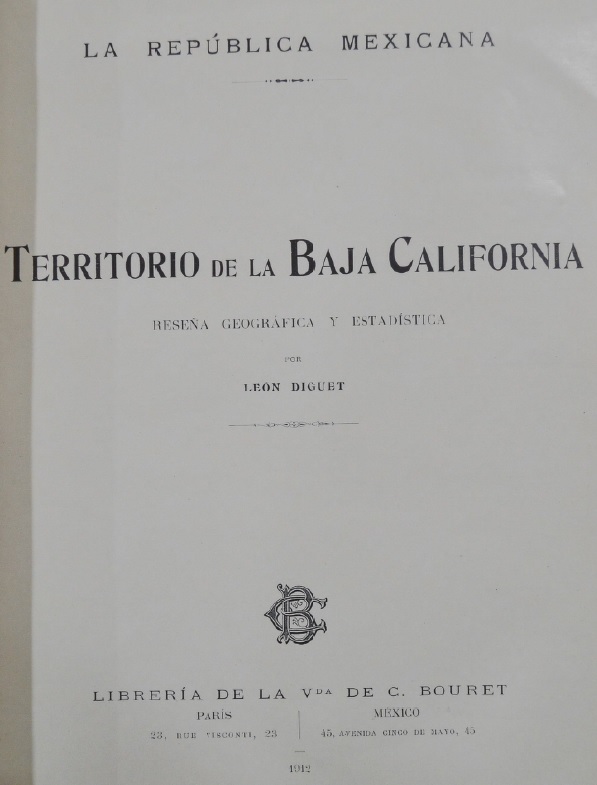 LA REPÚBLICA MEXICANA
TERRITORIO DE LA BAJA CALIFORNIA
RESEÑA GEOGRÁFICA Y ESTADÍSTICA
POR
LEÓN DIGUET
LIBRERÍA DE LA Vᴰᴬ DE C. BOURET
PARÍS
23, RUE VISCONTI, 23
MÉXICO
45, AVENIDA CINCO DE MAYO, 45
1912